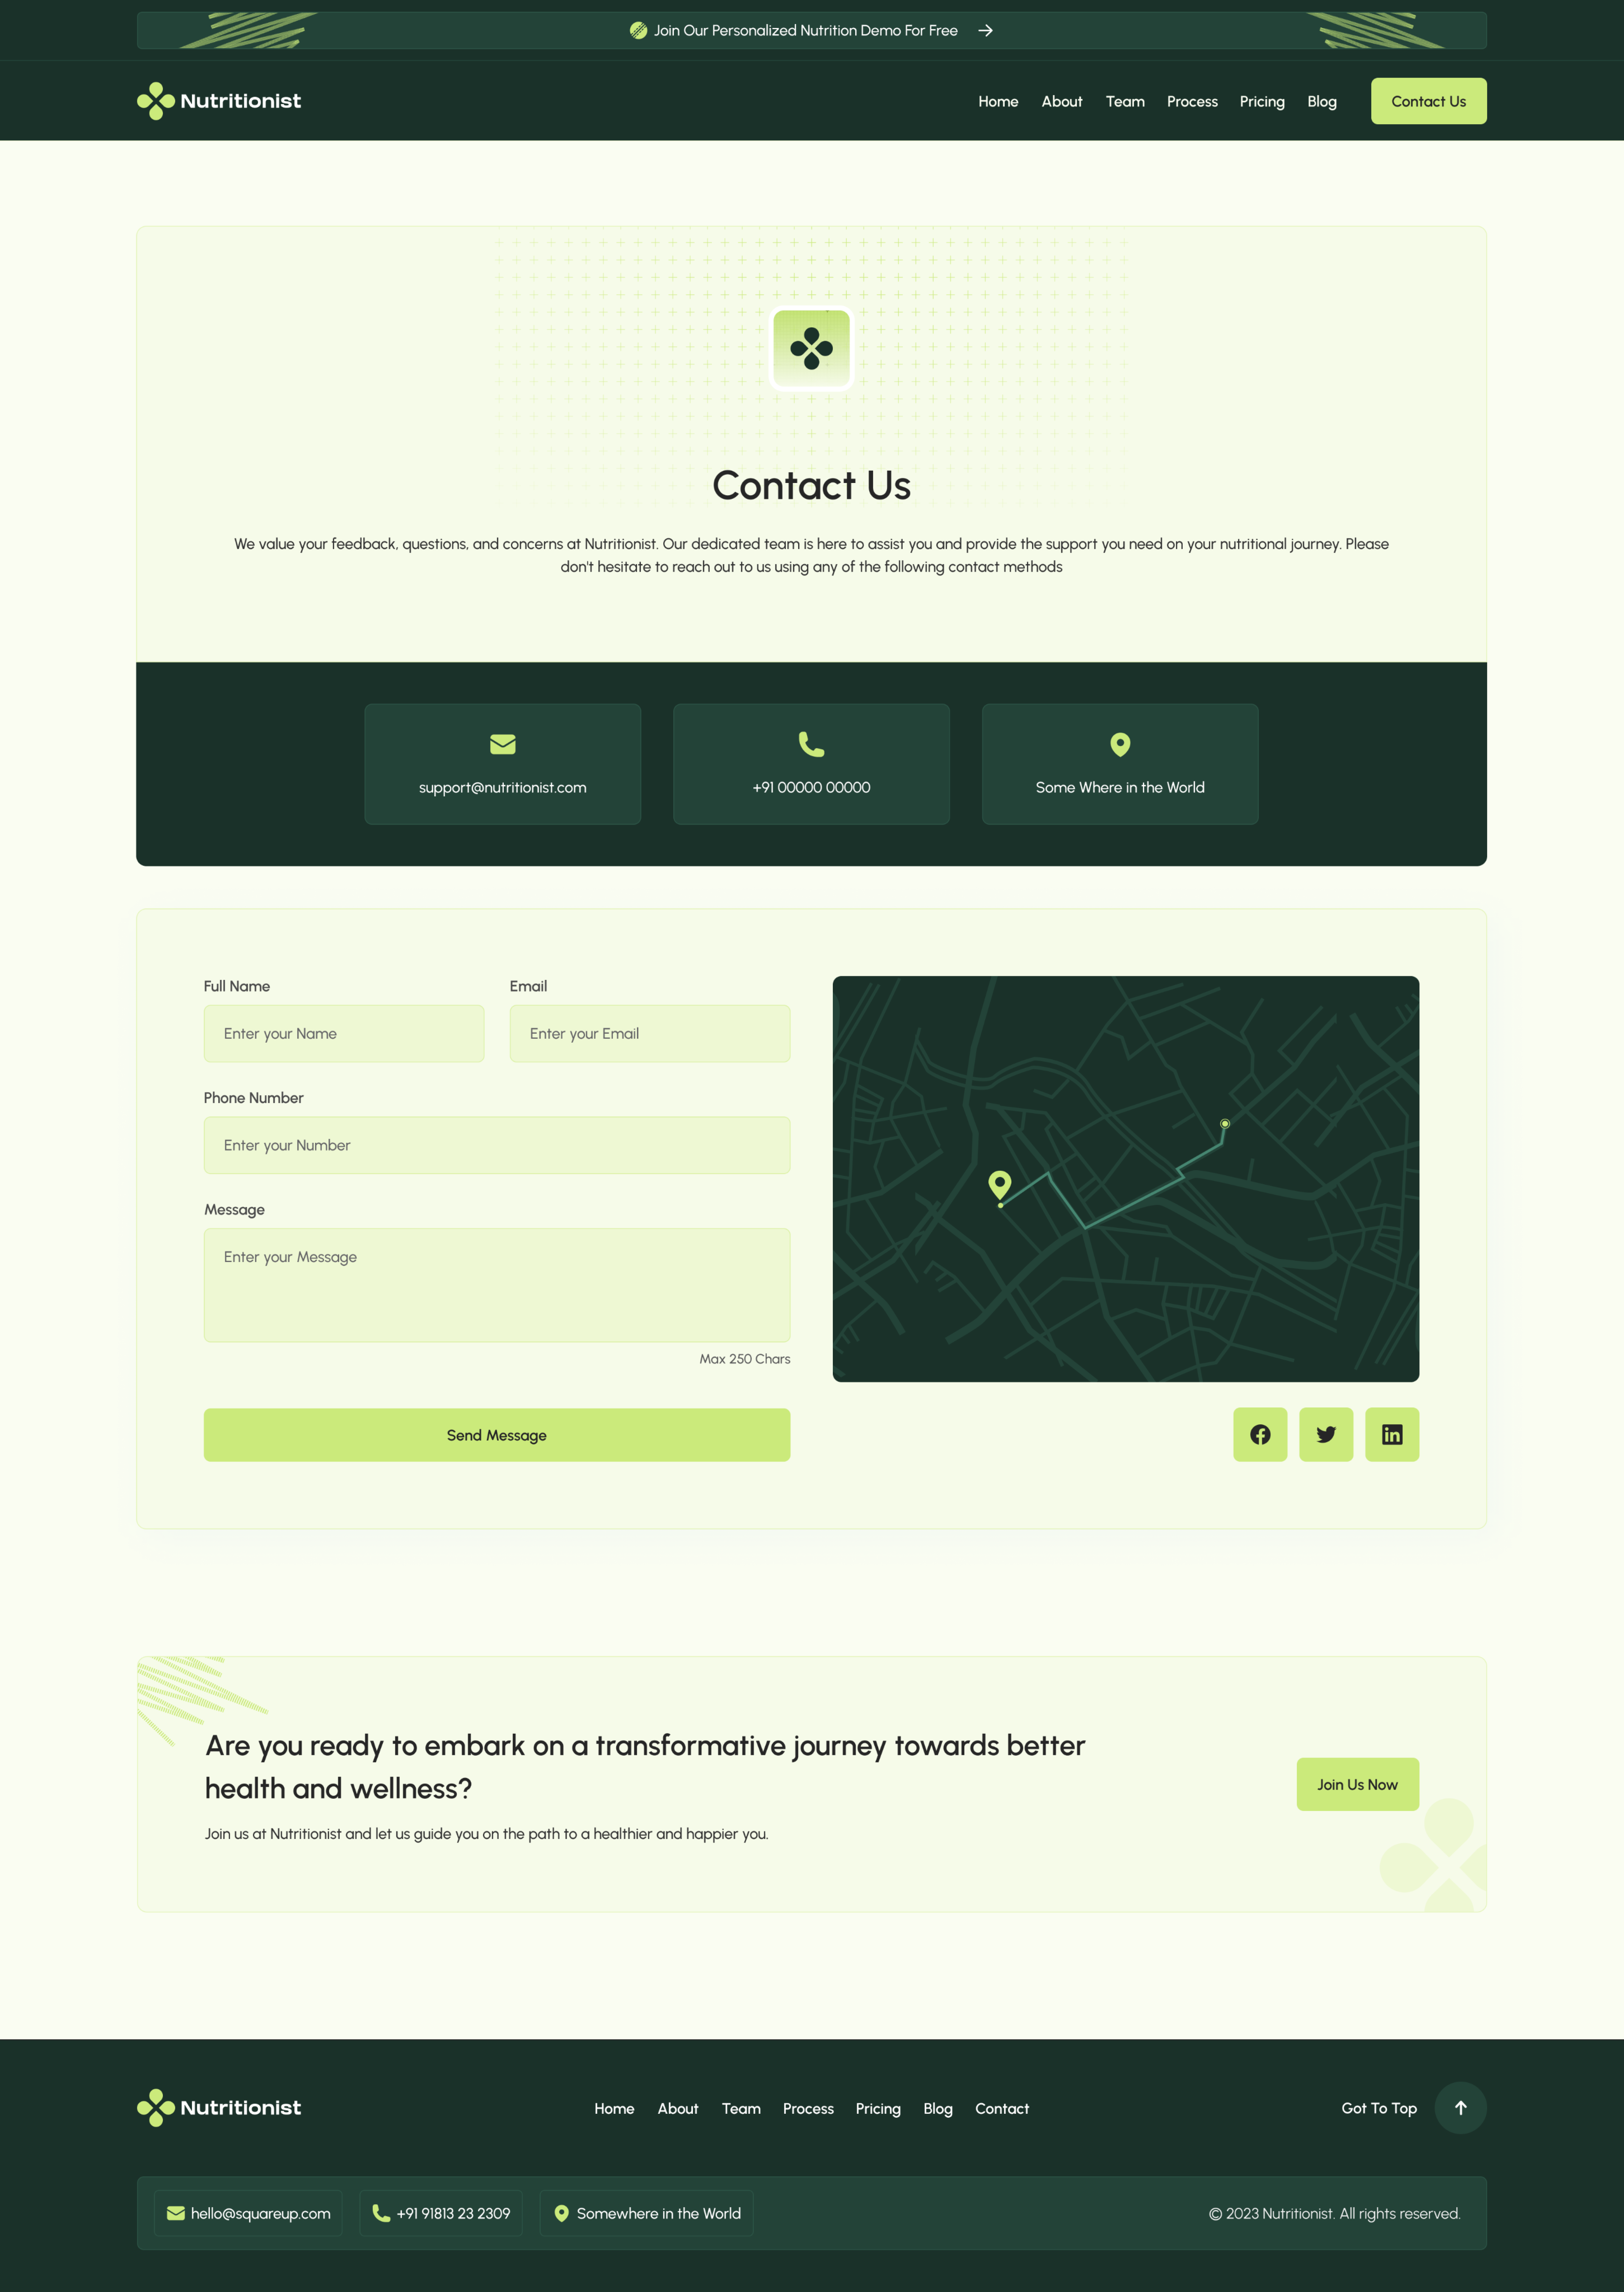 Join Our Personalized Nutrition Demo For Free
Nutritionist
Home About Team Process Pricing Blog Contact Us
Contact Us
We value your feedback, questions, and concerns at Nutritionist. Our dedicated team is here to assist you and provide the support you need on your nutritional journey. Please
don't hesitate to reach out to us using any of the following contact methods
support@nutritionist.com
+91 00000 00000
Some Where in the World
Full Name
Enter your Name
Email
Enter your Email
Phone Number
Enter your Number
Message
Enter your Message
Max 250 Chars
Send Message
Are you ready to embark on a transformative journey towards better
health and wellness?
Join us at Nutritionist and let us guide you on the path to a healthier and happier you.
Join Us Now
Nutritionist
Home About Team Process Pricing Blog Contact
Got To Top
hello@squareup.com
+91 91813 23 2309
Somewhere in the World
© 2023 Nutritionist. All rights reserved.